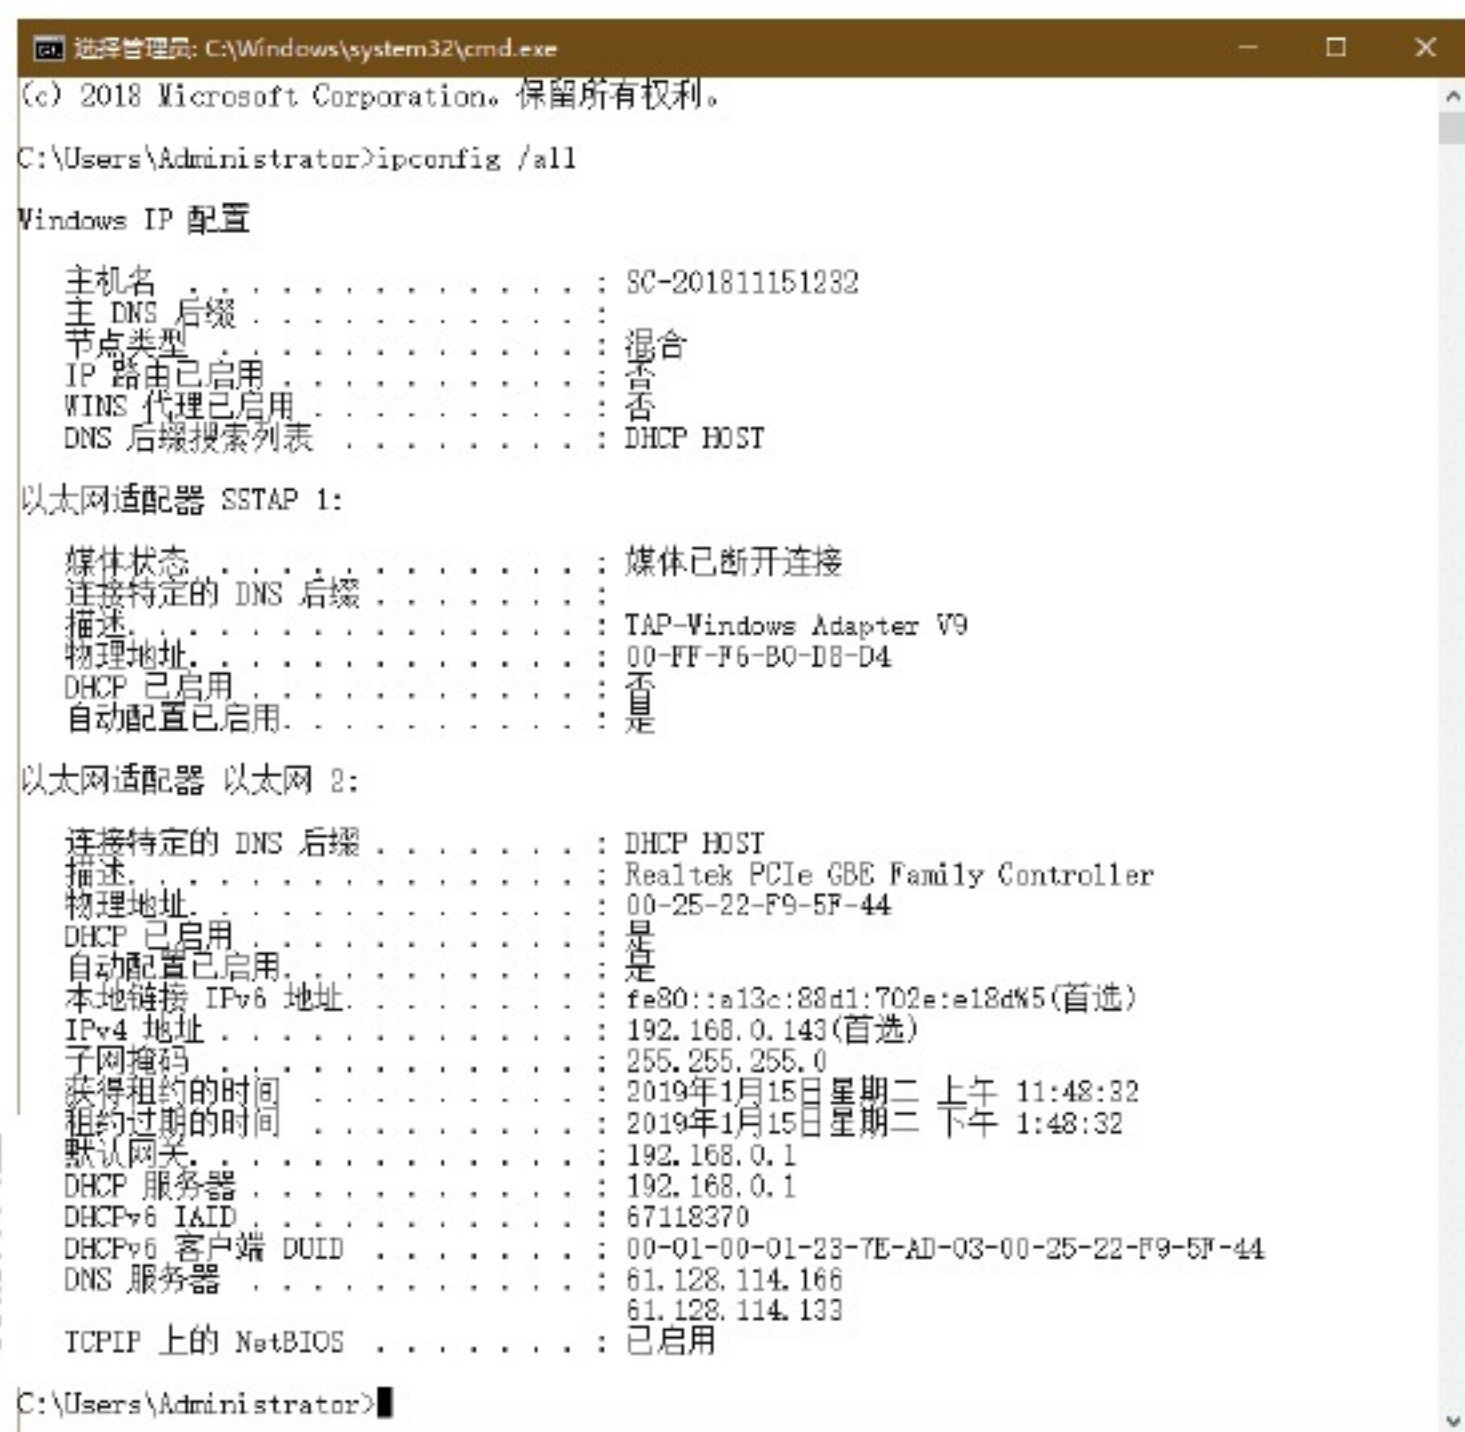 选择管理员: C:\Windows\system32\cmd.exe
(c) 2018 Microsoft Corporation。保留所有权利。
C:\Users\Administrator>ipconfig /all
Windows IP 配置
主机名 . . . . . . . . . . . . . : SC-201811151232
主 DNS 后缀 . . . . . . . . . . . :
节点类型 . . . . . . . . . . . . : 混合
IP 路由已启用 . . . . . . . . . . : 否
WINS 代理已启用 . . . . . . . . . : 否
DNS 后缀搜索列表 . . . . . . . . : DHCP HOST
以太网适配器 SSTAP 1:
媒体状态 . . . . . . . . . . . . : 媒体已断开连接
连接特定的 DNS 后缀 . . . . . . . :
描述. . . . . . . . . . . . . . . : TAP-Windows Adapter V9
物理地址. . . . . . . . . . . . . : 00-FF-F6-B0-D8-D4
DHCP 已启用 . . . . . . . . . . . : 否
自动配置已启用. . . . . . . . . . : 是
以太网适配器 以太网 2:
连接特定的 DNS 后缀 . . . . . . . : DHCP HOST
描述. . . . . . . . . . . . . . . : Realtek PCIe GBE Family Controller
物理地址. . . . . . . . . . . . . : 00-25-22-F9-5F-44
DHCP 已启用 . . . . . . . . . . . : 是
自动配置已启用. . . . . . . . . . : 是
本地链接 IPv6 地址. . . . . . . . : fe80::a13c:88d1:702e:e18d%5(首选)
IPv4 地址 . . . . . . . . . . . . : 192.168.0.143(首选)
子网掩码 . . . . . . . . . . . . : 255.255.255.0
获得租约的时间 . . . . . . . . . : 2019年1月15日星期二 上午 11:48:32
租约过期的时间 . . . . . . . . . : 2019年1月15日星期二 下午 1:48:32
默认网关. . . . . . . . . . . . . : 192.168.0.1
DHCP 服务器 . . . . . . . . . . . : 192.168.0.1
DHCPv6 IAID . . . . . . . . . . . : 67118370
DHCPv6 客户端 DUID . . . . . . . : 00-01-00-01-23-7E-AD-03-00-25-22-F9-5F-44
DNS 服务器 . . . . . . . . . . . : 61.128.114.166
61.128.114.133
TCPIP 上的 NetBIOS . . . . . . . : 已启用
C:\Users\Administrator>